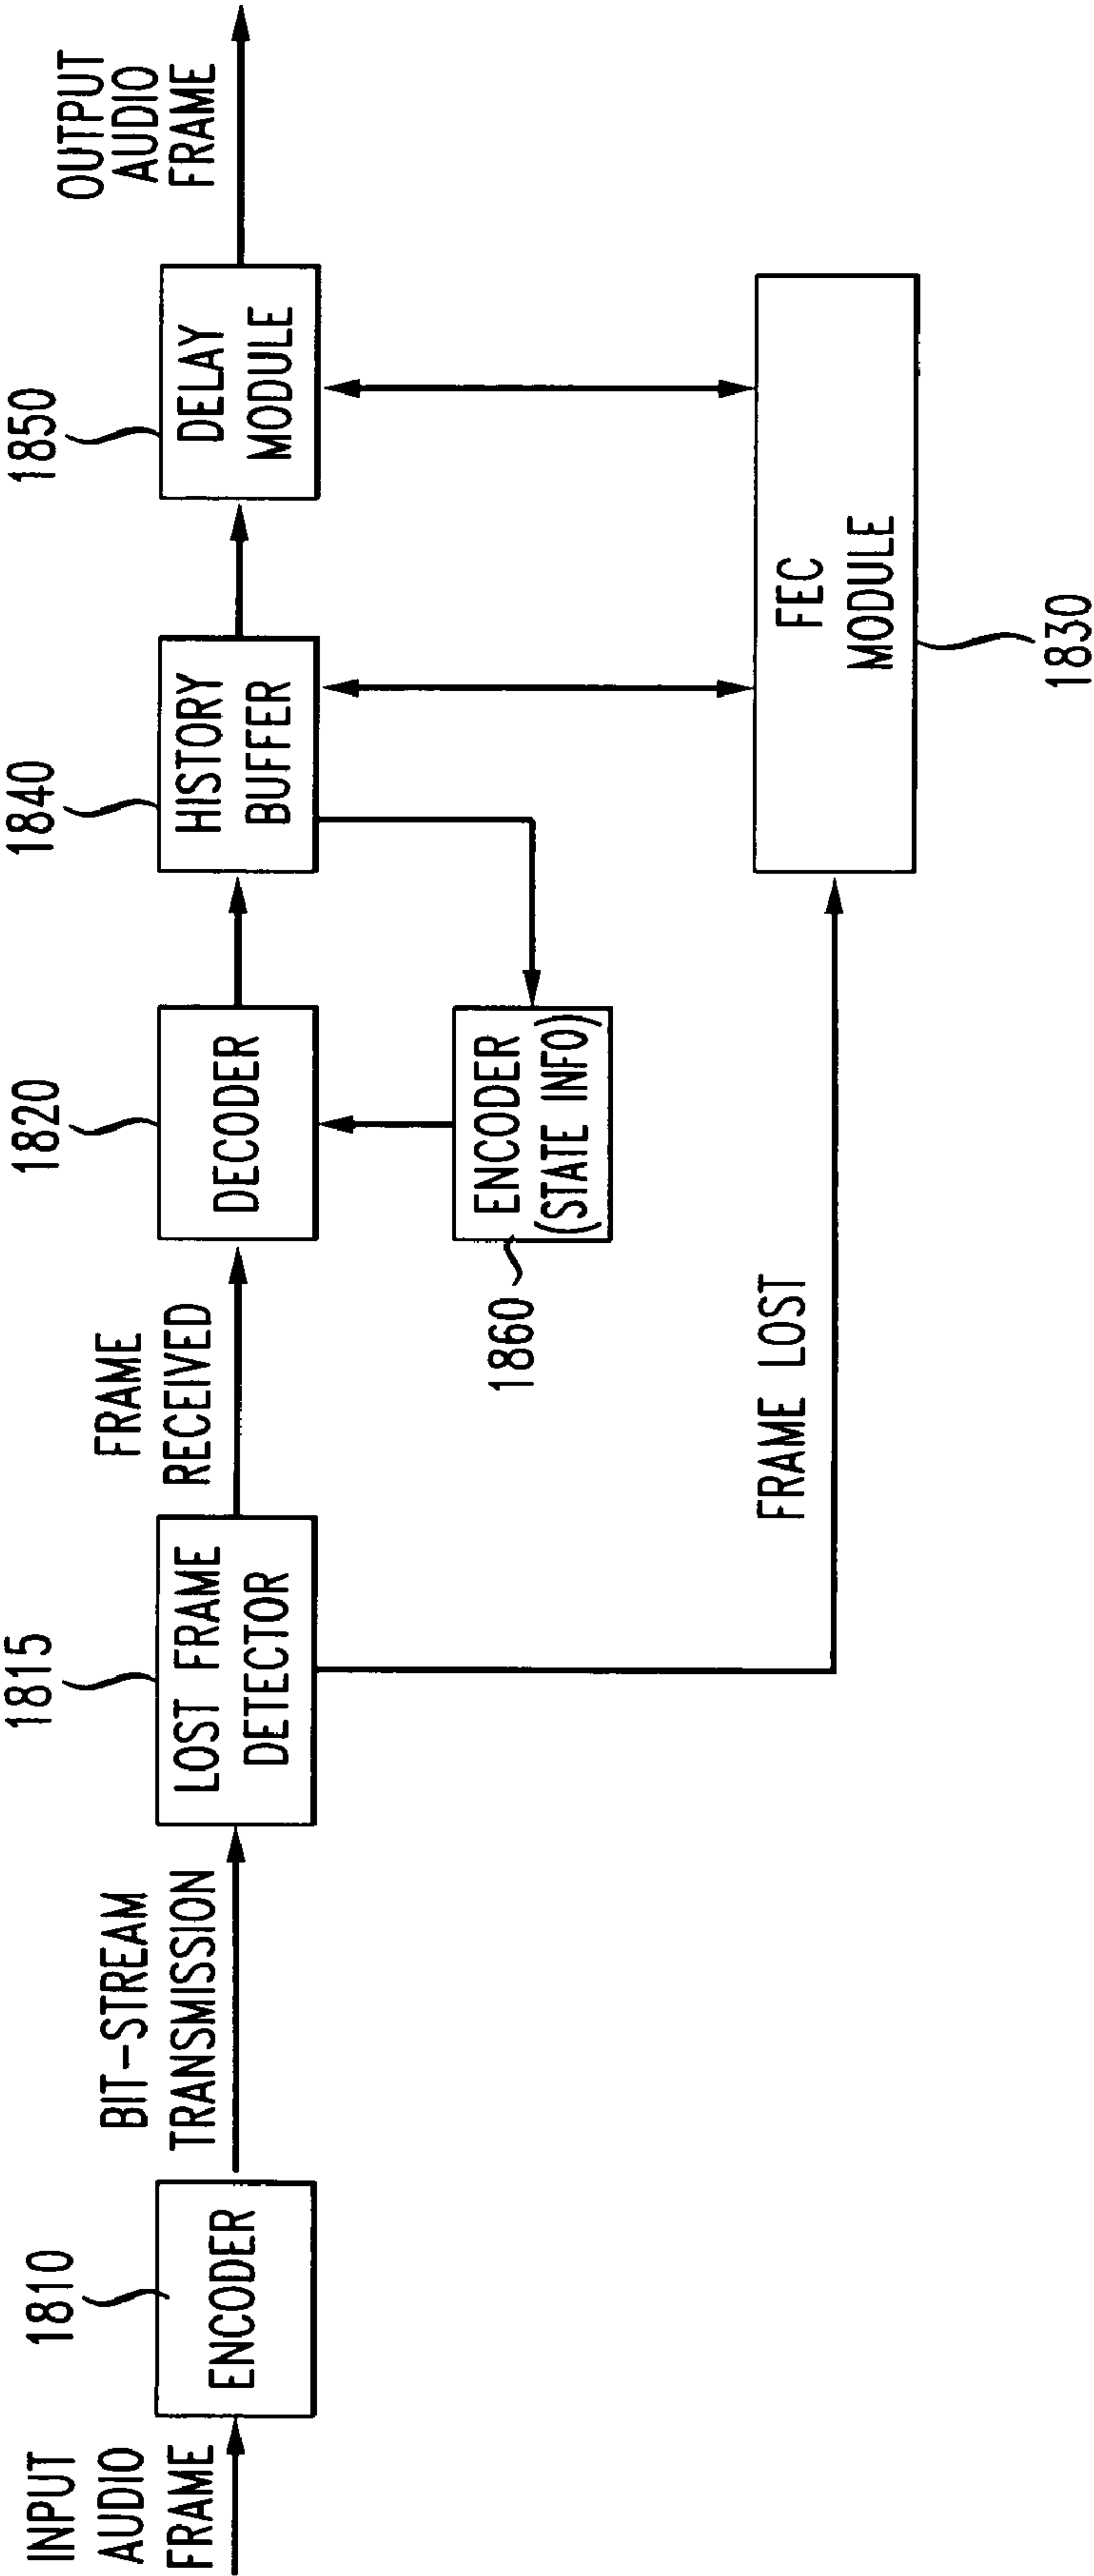 INPUT
AUDIO
FRAME
1810
ENCODER
BIT-STREAM
TRANSMISSION
1815
LOST FRAME
DETECTOR
FRAME
RECEIVED
1820
DECODER
1860
ENCODER
(STATE INFO)
1840
HISTORY
BUFFER
1850
DELAY
MODULE
OUTPUT
AUDIO
FRAME
FRAME LOST
FEC
MODULE
1830